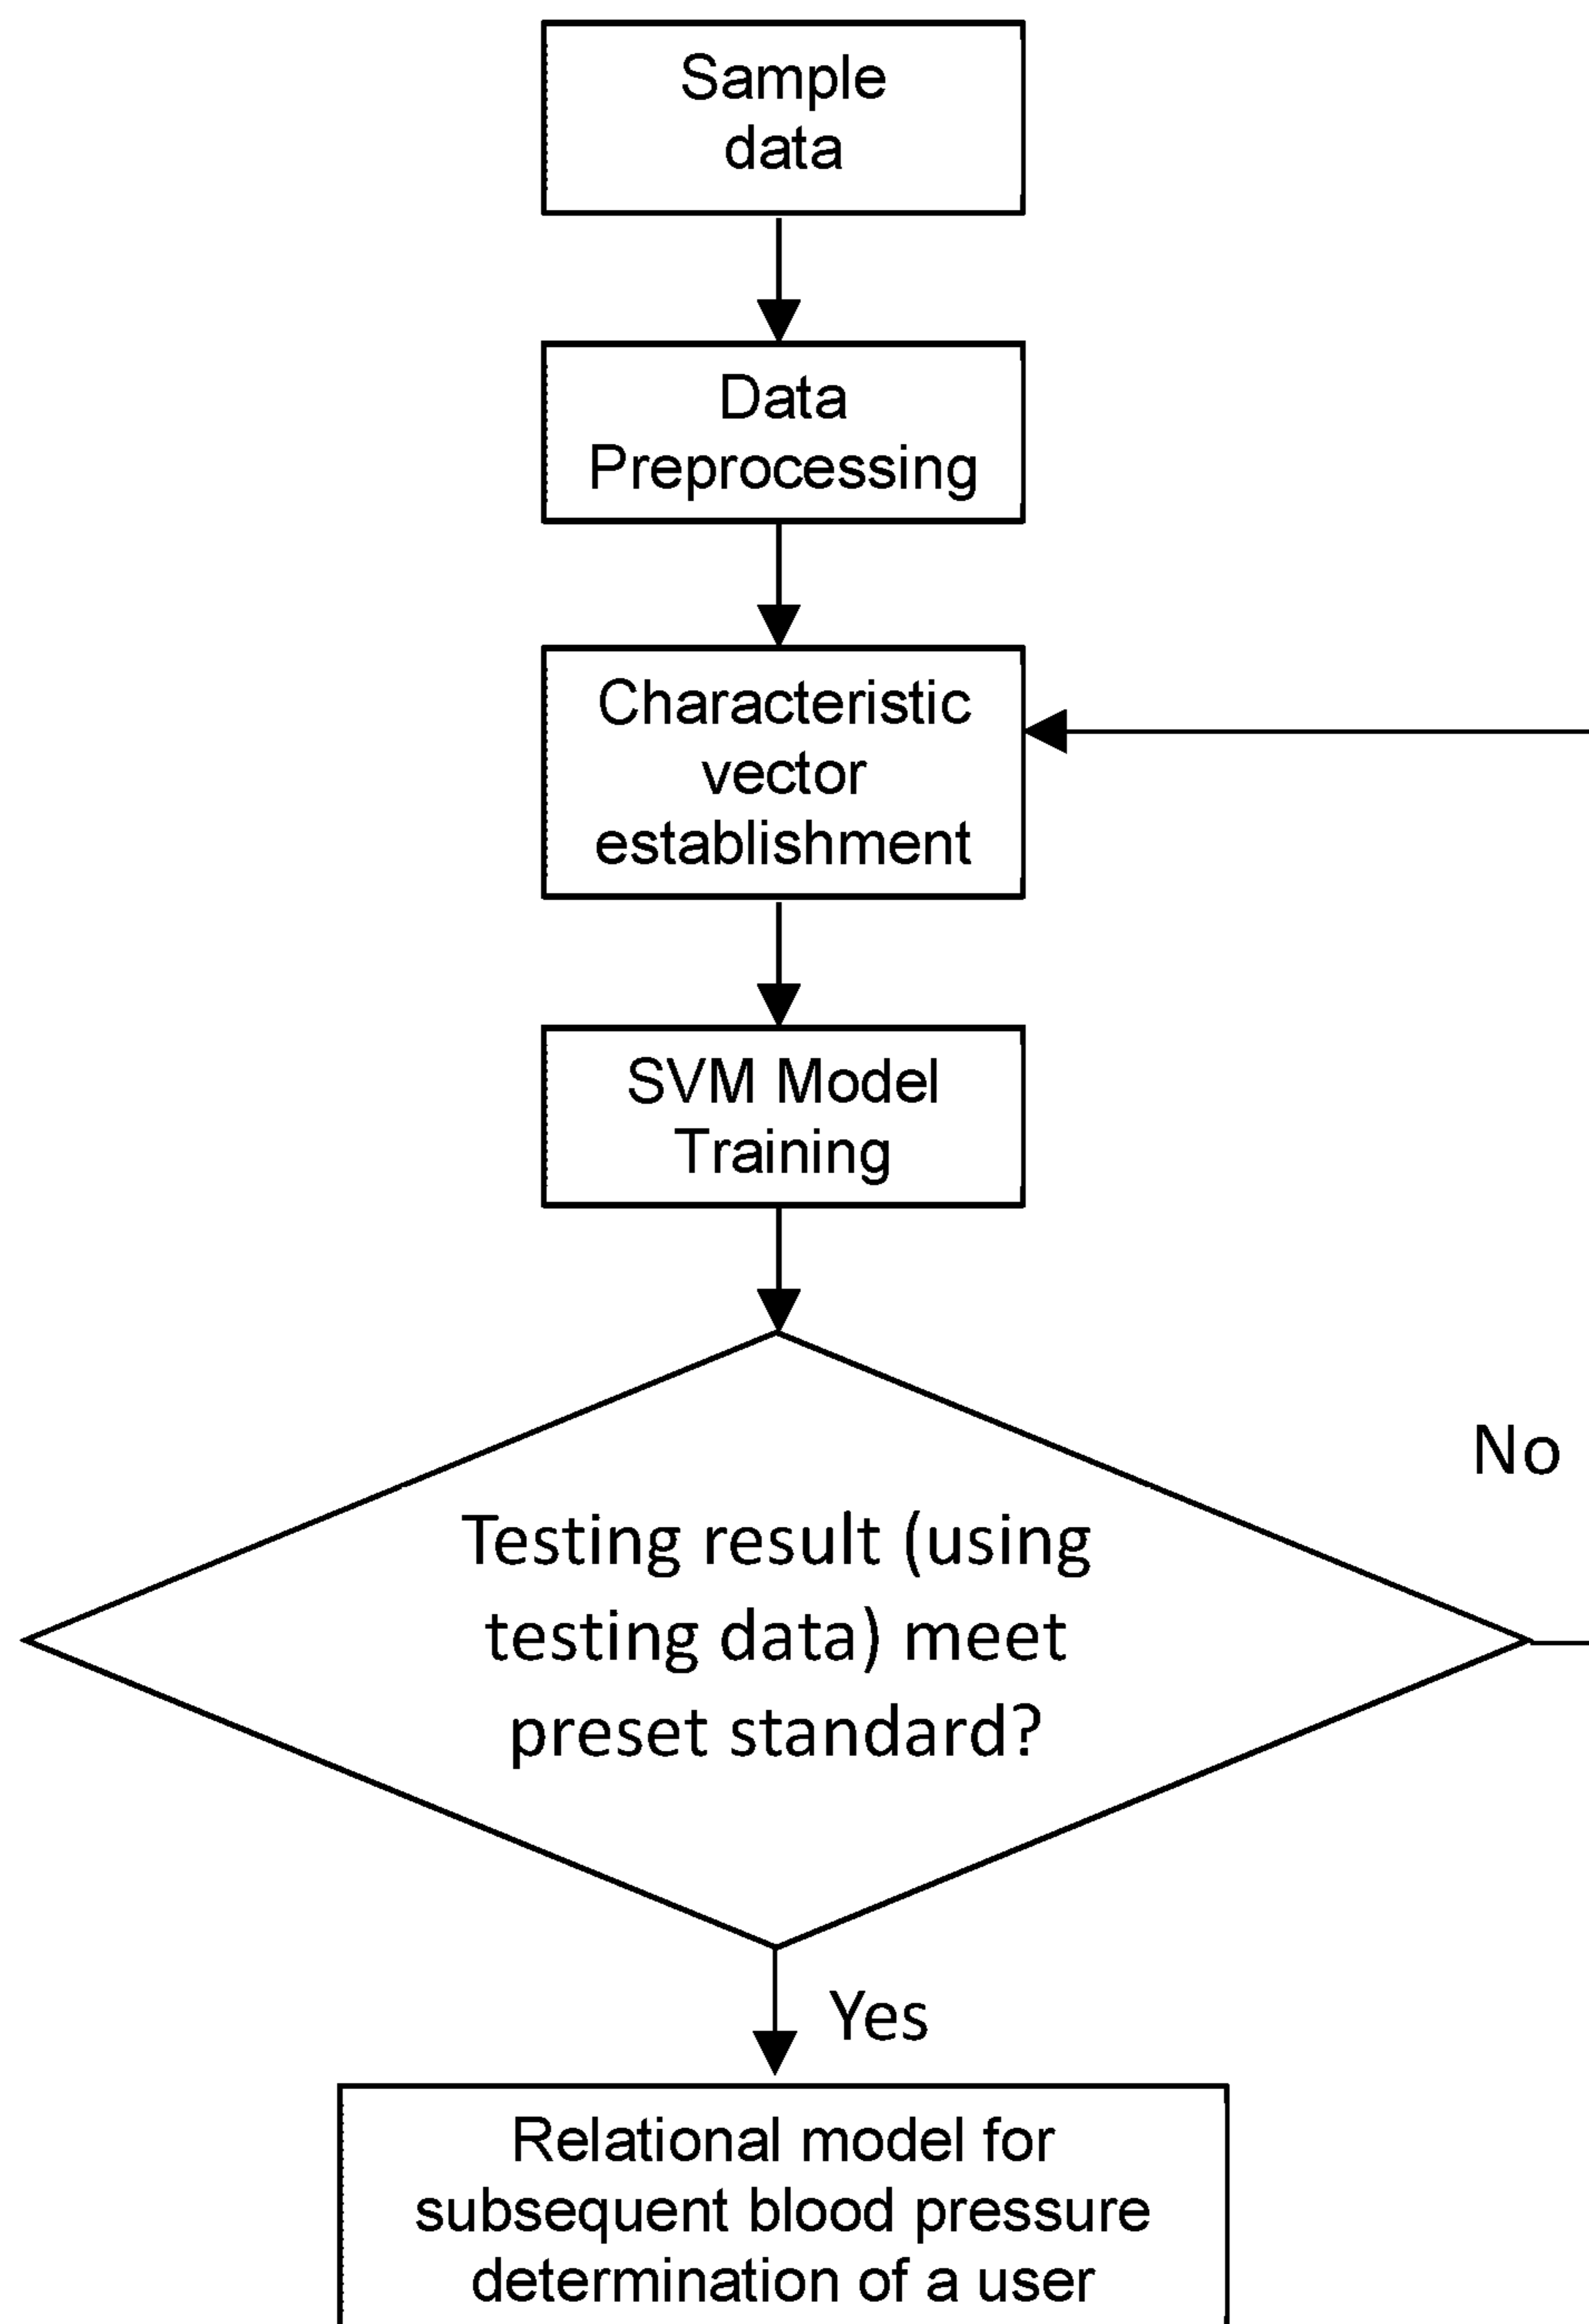 Sample
data
Data
Preprocessing
Characteristic
vector
establishment
SVM Model
Training
No
Testing result (using
testing data) meet
preset standard?
Yes
Relational model for
subsequent blood pressure
determination of a user